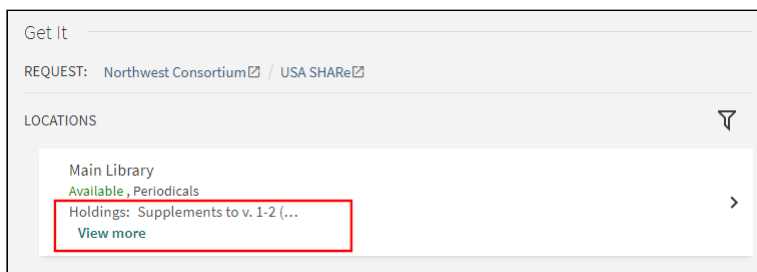 Get It
REQUEST: Northwest Consortium / USA SHARe
LOCATIONS
Main Library
Available , Periodicals
Holdings: Supplements to v. 1-2 (...
View more